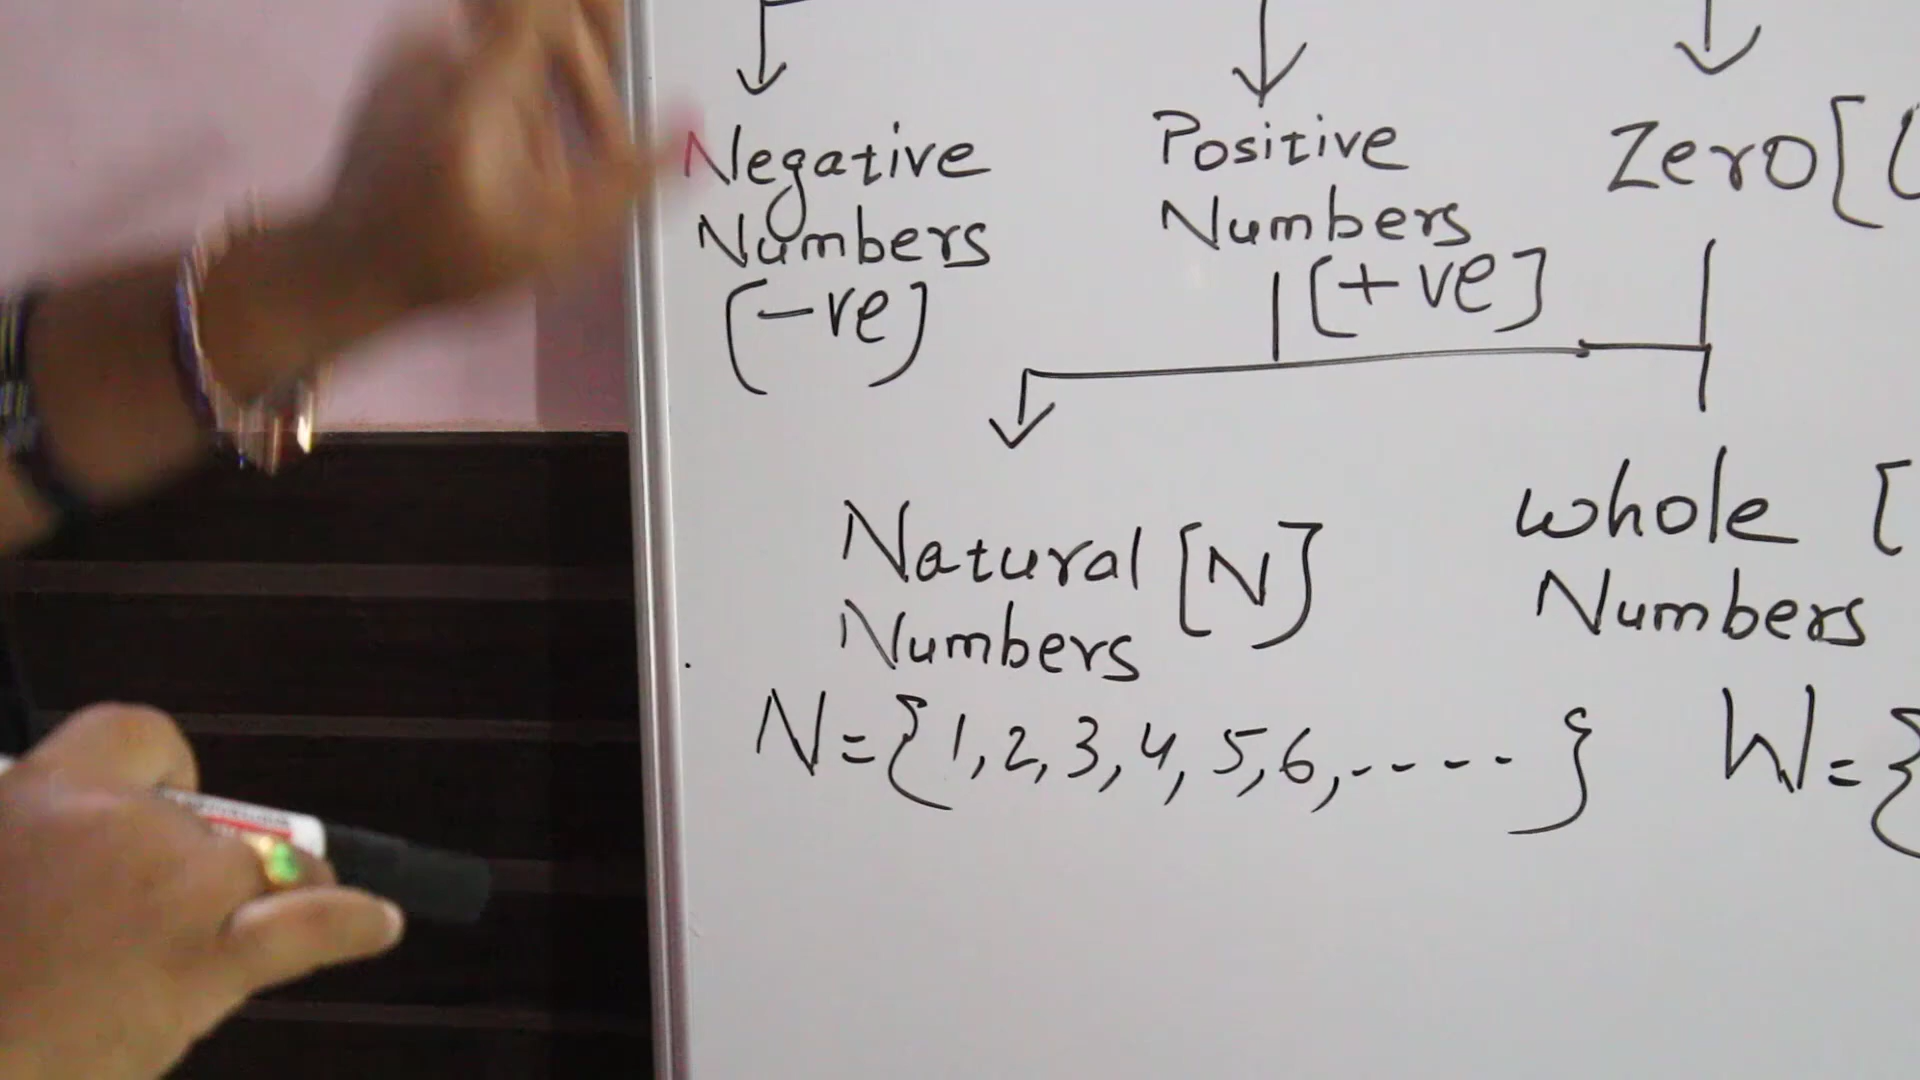 Negative
Numbers
(-ve)
Positive
Numbers
[+ve]
Zero [
Natural [N]
Numbers
N={1,2,3,4,5,6,-----}
whole [
Numbers
W={